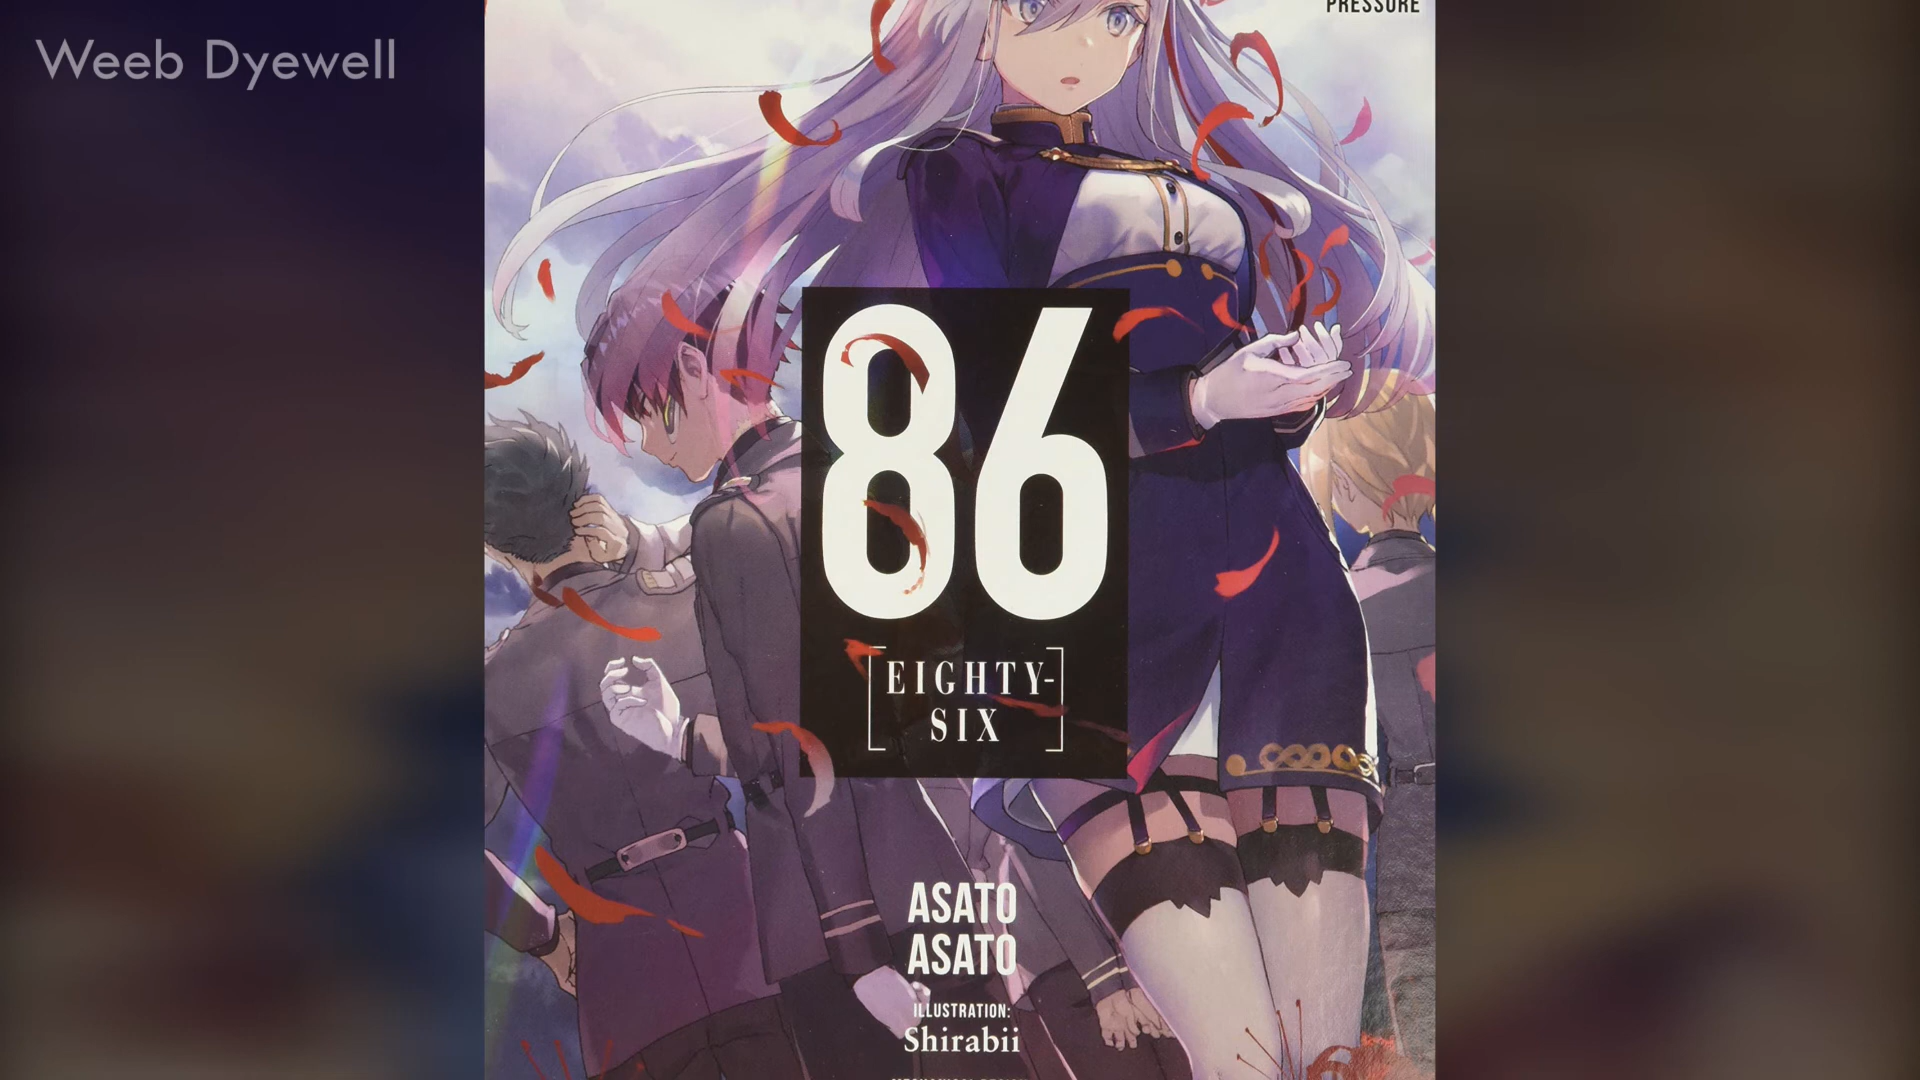 PRESSURE
Weeb Dyewell
86
EIGHTY-
SIX
ASATO
ASATO
ILLUSTRATION:
Shirabii